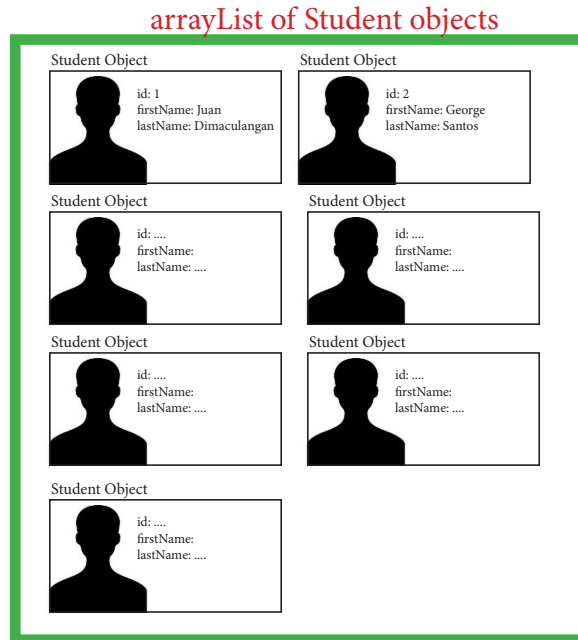 arrayList of Student objects
Student Object
id: 1
firstName: Juan
lastName: Dimaculangan
Student Object
id: 2
firstName: George
lastName: Santos
Student Object
id: ....
firstName:
lastName: ....
Student Object
id: ....
firstName:
lastName: ....
Student Object
id: ....
firstName:
lastName: ....
Student Object
id: ....
firstName:
lastName: ....
Student Object
id: ....
firstName:
lastName: ....